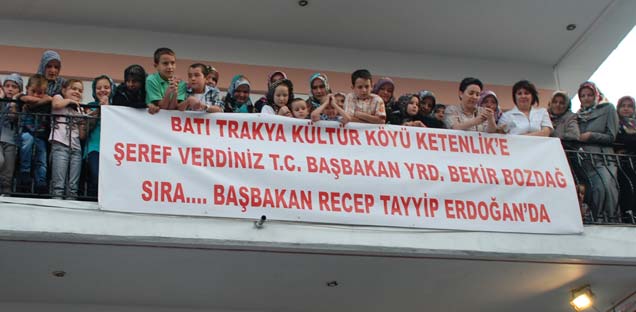 BATI TRAKYA KÜLTÜR KÖYÜ KETENLİK'E
ŞEREF VERDİNİZ T.C. BAŞBAKAN YRD. BEKİR BOZDAĞ
SIRA.... BAŞBAKAN RECEP TAYYİP ERDOĞAN'DA